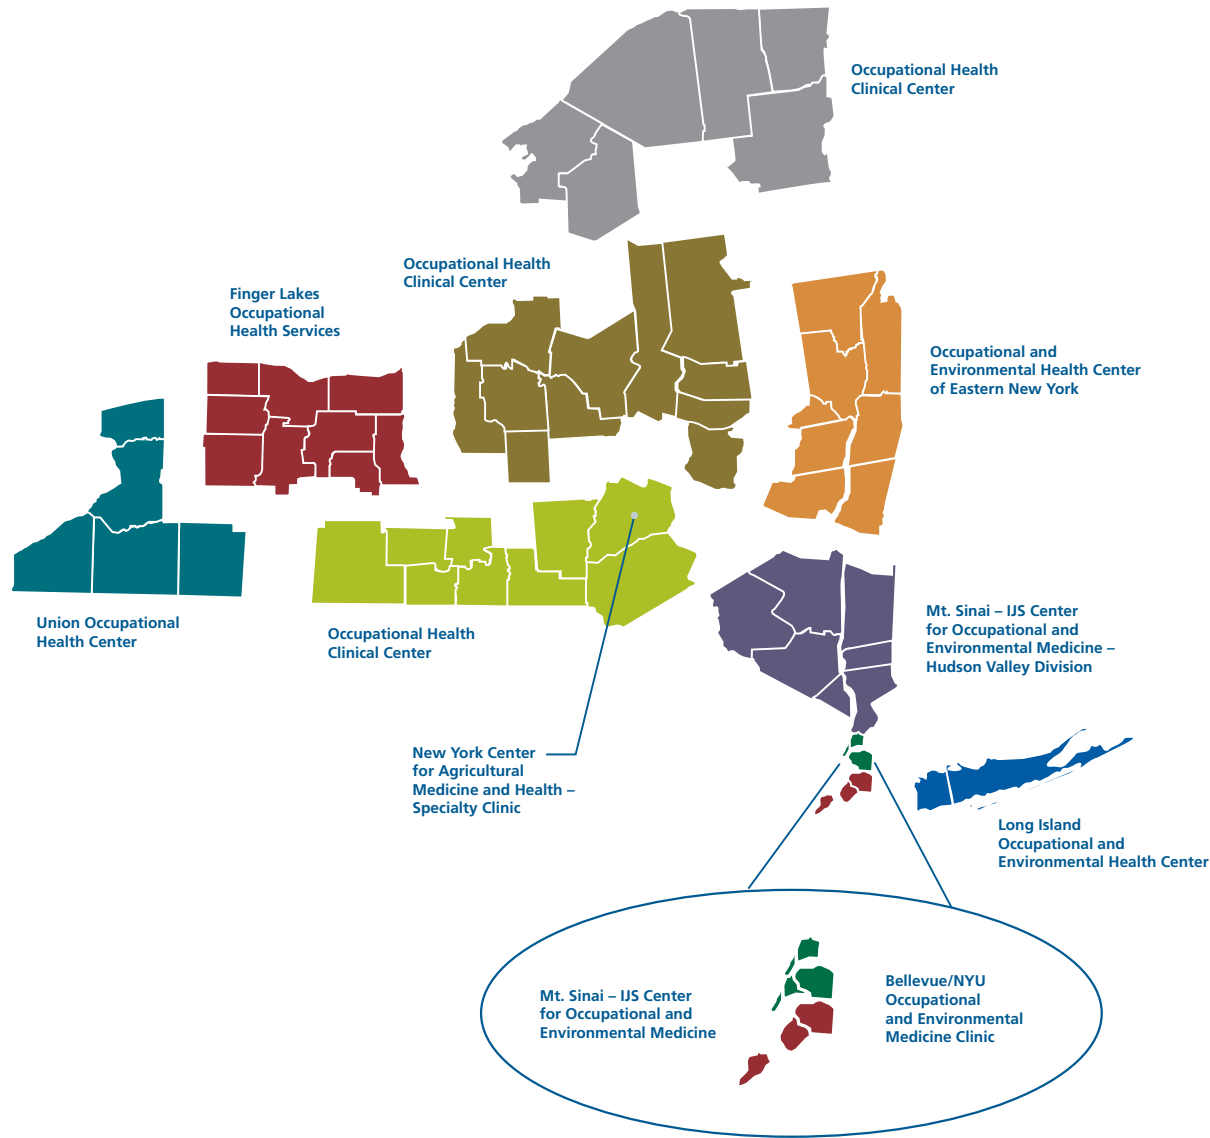 Occupational Health
Clinical Center
Occupational Health
Clinical Center
Finger Lakes
Occupational
Health Services
Occupational and
Environmental Health Center
of Eastern New York
Union Occupational
Health Center
Occupational Health
Clinical Center
Mt. Sinai – IJS Center
for Occupational and
Environmental Medicine –
Hudson Valley Division
New York Center
for Agricultural
Medicine and Health –
Specialty Clinic
Long Island
Occupational and
Environmental Health Center
Mt. Sinai – IJS Center
for Occupational and
Environmental Medicine
Bellevue/NYU
Occupational
and Environmental
Medicine Clinic